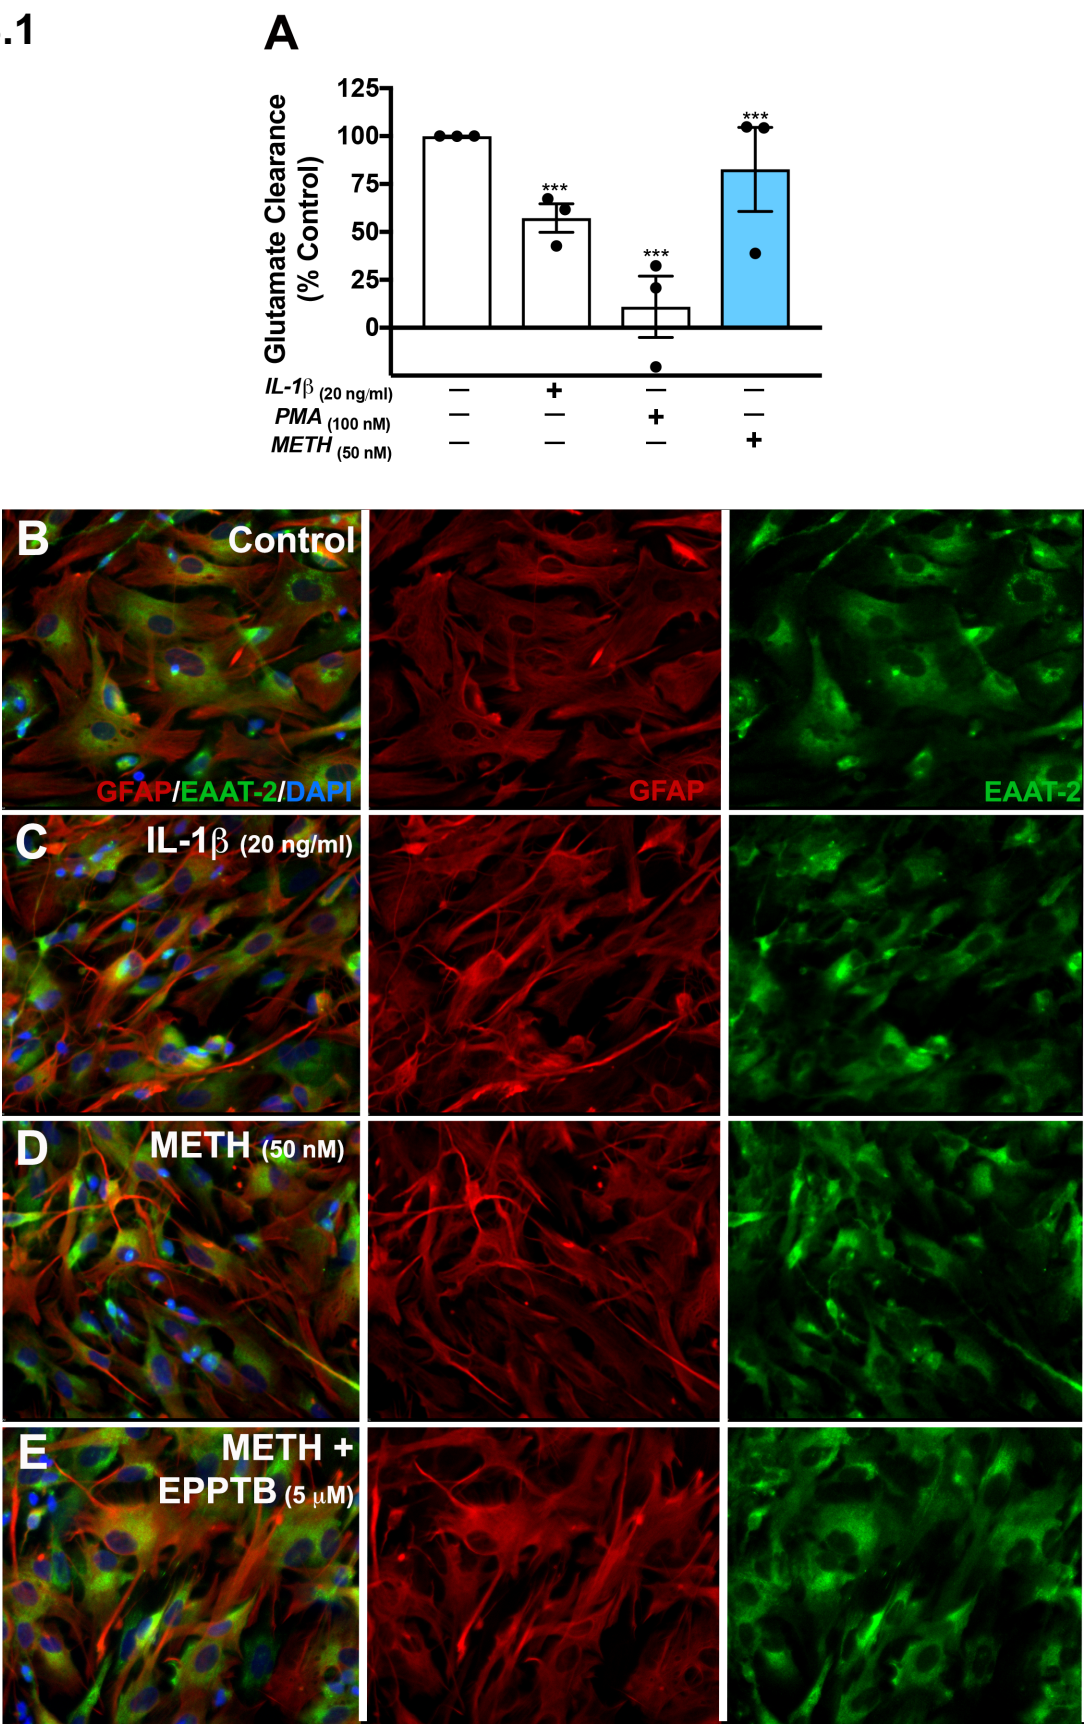 .1
A
Glutamate Clearance
(% Control)
125
100
75
50
25
0
***
***
***
IL-1β (20 ng/ml) — + — —
PMA (100 nM) — — + —
METH (50 nM) — — — +
B Control
GFAP/EAAT-2/DAPI GFAP EAAT-2
C IL-1β (20 ng/ml)
D METH (50 nM)
E METH +
EPPTB (5 μM)